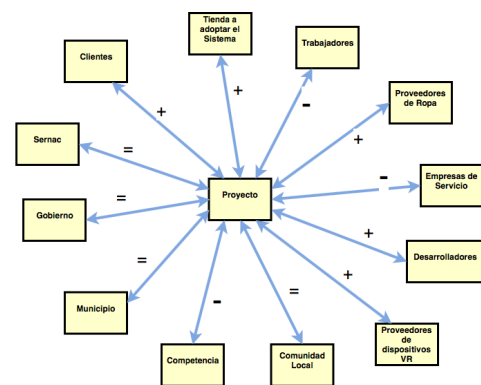 Tienda a
adoptar el
Sistema
Trabajadores
Clientes
Proveedores
de Ropa
+
+
-
+
Sernac
=
Empresas de
Servicio
-
Proyecto
Gobierno
=
+
Desarrolladores
=
+
Municipio
-
=
Competencia
Comunidad
Local
Proveedores
de
dispositivos
VR